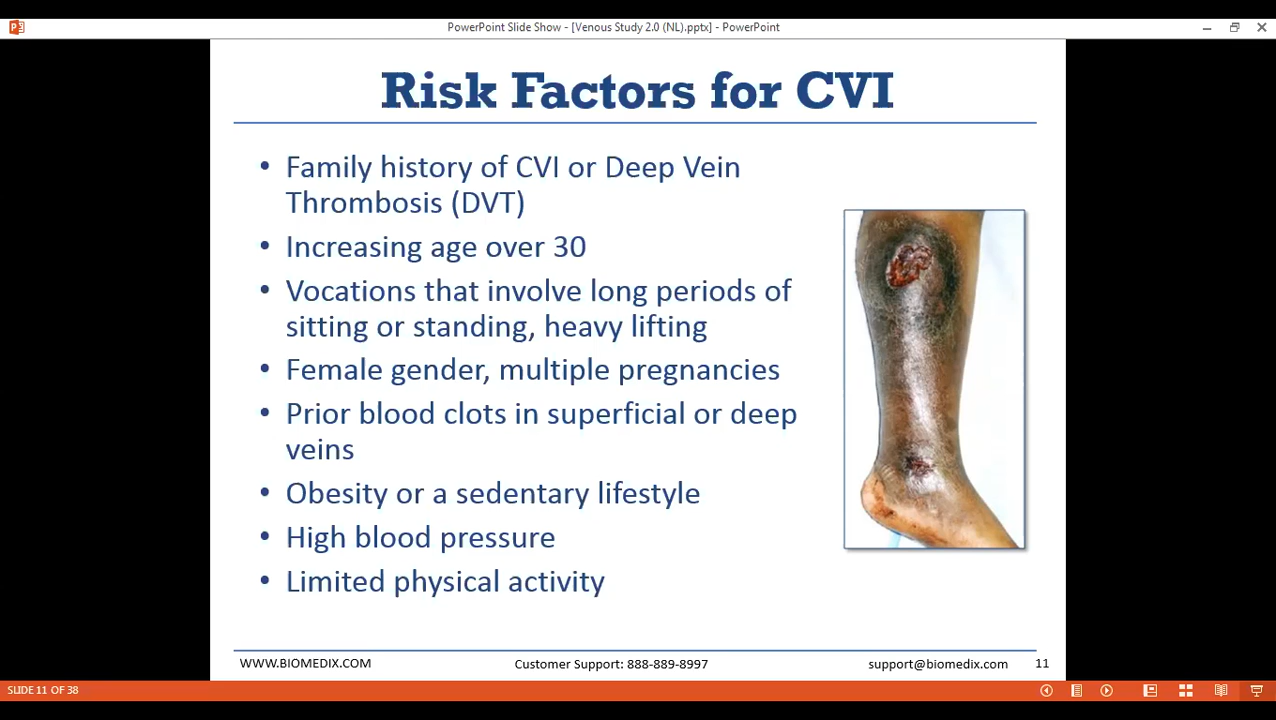 PowerPoint Slide Show - [Venous Study 2.0 (NL).pptx] - PowerPoint
Risk Factors for CVI
• Family history of CVI or Deep Vein
Thrombosis (DVT)
• Increasing age over 30
• Vocations that involve long periods of
sitting or standing, heavy lifting
• Female gender, multiple pregnancies
• Prior blood clots in superficial or deep
veins
• Obesity or a sedentary lifestyle
• High blood pressure
• Limited physical activity
WWW.BIOMEDIX.COM Customer Support: 888-889-8997 support@biomedix.com 11
SLIDE 11 OF 38